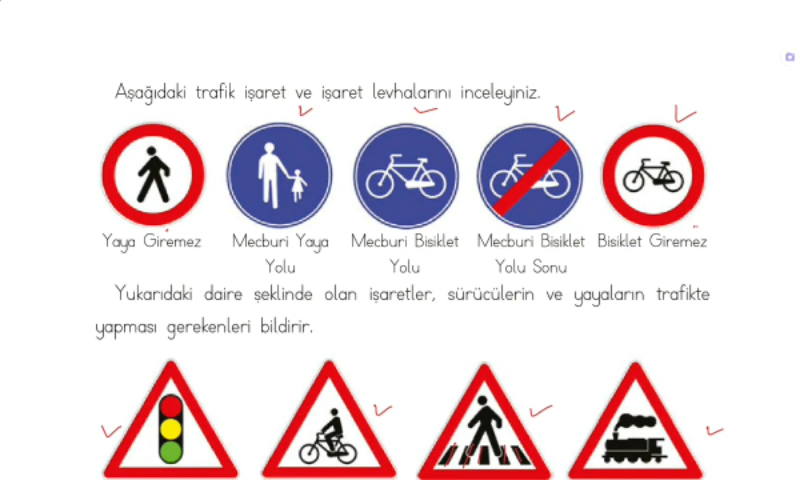 Aşağıdaki trafik işaret ve işaret levhalarını inceleyiniz.
Yaya Giremez Mecburi Yaya Yolu Mecburi Bisiklet Yolu Mecburi Bisiklet Yolu Sonu Bisiklet Giremez
Yukarıdaki daire şeklinde olan işaretler, sürücülerin ve yayaların trafikte
yapması gerekenleri bildirir.